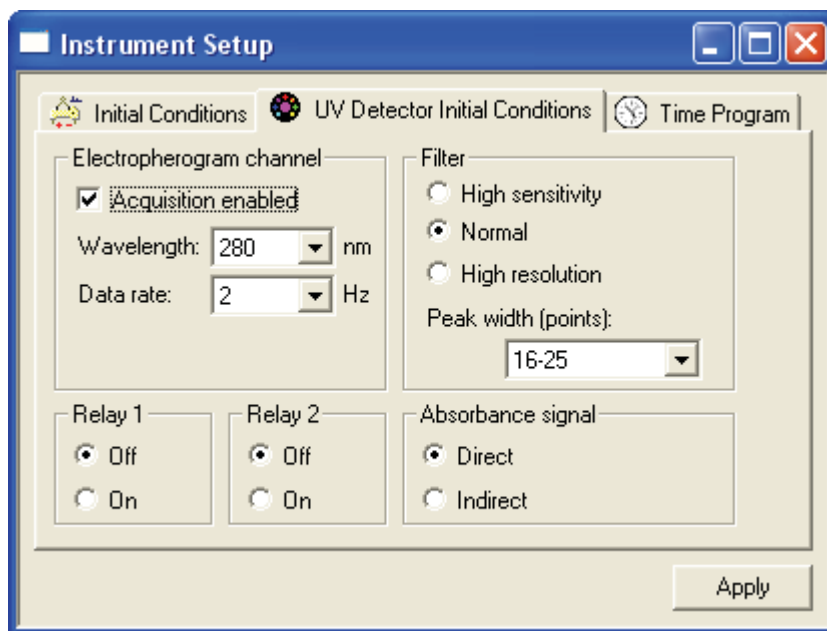 Instrument Setup
Initial Conditions
UV Detector Initial Conditions
Time Program
Electropherogram channel
Acquisition enabled
Wavelength: 280 nm
Data rate: 2 Hz
Filter
High sensitivity
Normal
High resolution
Peak width (points):
16-25
Relay 1
Off
On
Relay 2
Off
On
Absorbance signal
Direct
Indirect
Apply